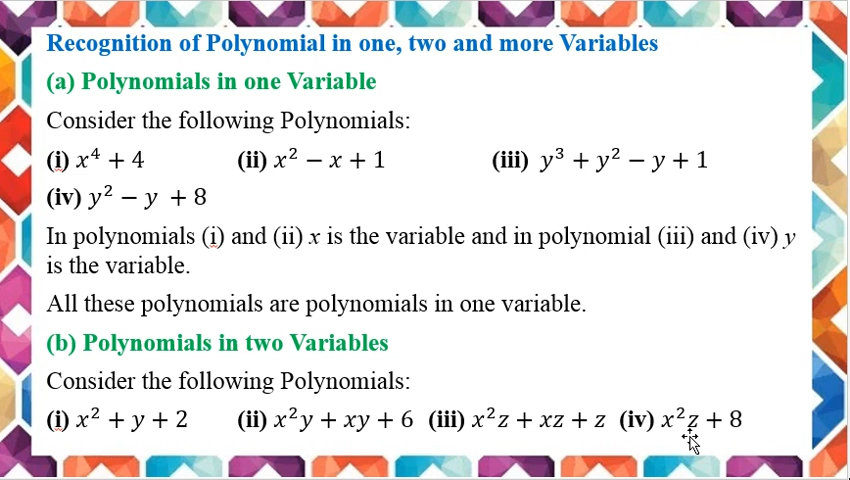 Recognition of Polynomial in one, two and more Variables
(a) Polynomials in one Variable
Consider the following Polynomials:
(i) x⁴ + 4 (ii) x² − x + 1 (iii) y³ + y² − y + 1
(iv) y² − y + 8
In polynomials (i) and (ii) x is the variable and in polynomial (iii) and (iv) y
is the variable.
All these polynomials are polynomials in one variable.
(b) Polynomials in two Variables
Consider the following Polynomials:
(i) x² + y + 2 (ii) x²y + xy + 6 (iii) x²z + xz + z (iv) x²z + 8